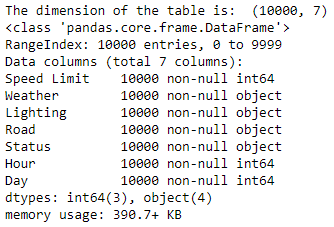 The dimension of the table is:  (10000, 7)
<class 'pandas.core.frame.DataFrame'>
RangeIndex: 10000 entries, 0 to 9999
Data columns (total 7 columns):
Speed Limit    10000 non-null int64
Weather        10000 non-null object
Lighting       10000 non-null object
Road           10000 non-null object
Status         10000 non-null object
Hour           10000 non-null int64
Day            10000 non-null int64
dtypes: int64(3), object(4)
memory usage: 390.7+ KB